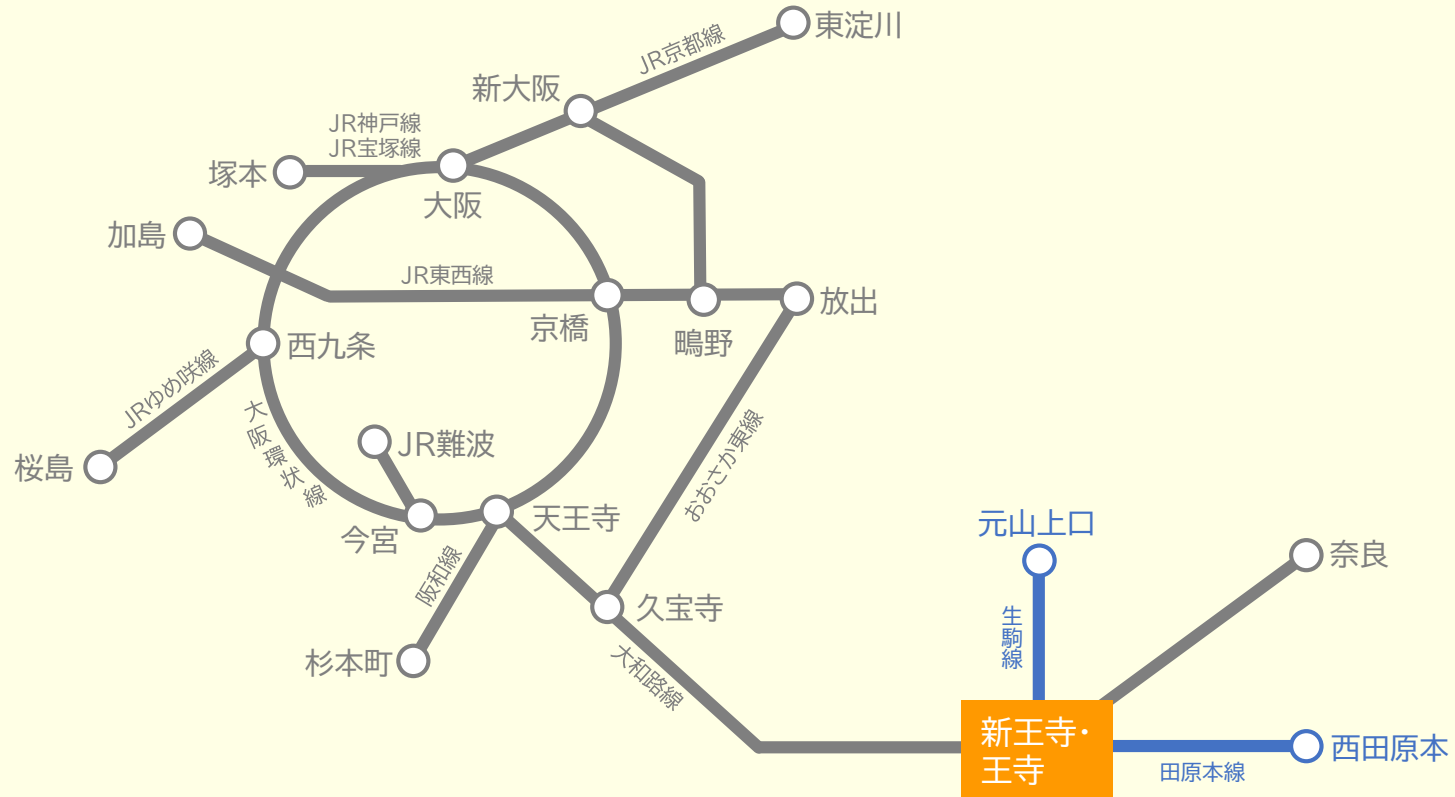 東淀川
JR京都線
新大阪
JR神戸線
JR宝塚線
塚本
大阪
加島
JR東西線
放出
京橋
鴫野
西九条
JRゆめ咲線
大阪環状線
JR難波
おおさか東線
桜島
天王寺
今宮
元山上口
奈良
阪和線
久宝寺
生駒線
杉本町
大和路線
新王寺・
王寺
西田原本
田原本線